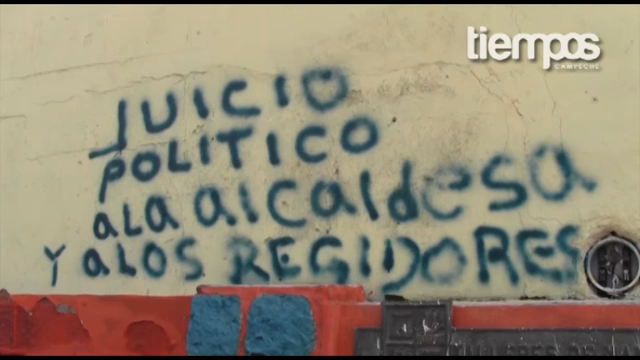 tiempos
CAMPECHE
JUICIO
POLITICO
A LA alcaldesa
Y a LOS REGIDORES